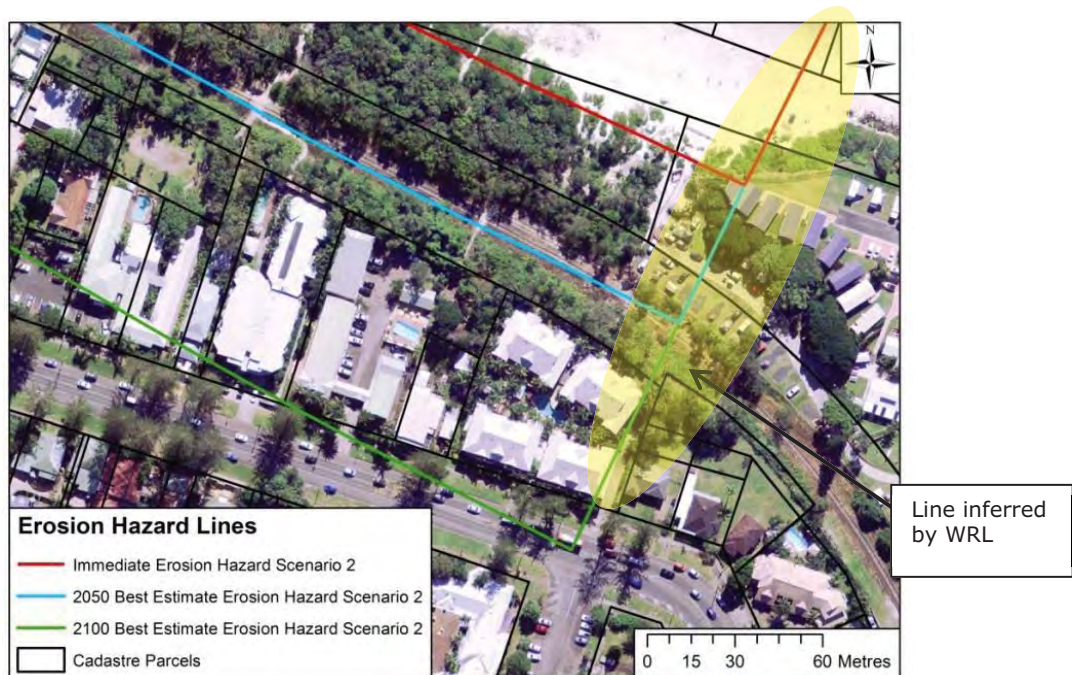 N
Line inferred
by WRL
Erosion Hazard Lines
Immediate Erosion Hazard Scenario 2
2050 Best Estimate Erosion Hazard Scenario 2
2100 Best Estimate Erosion Hazard Scenario 2
Cadastre Parcels
0 15 30 60 Metres